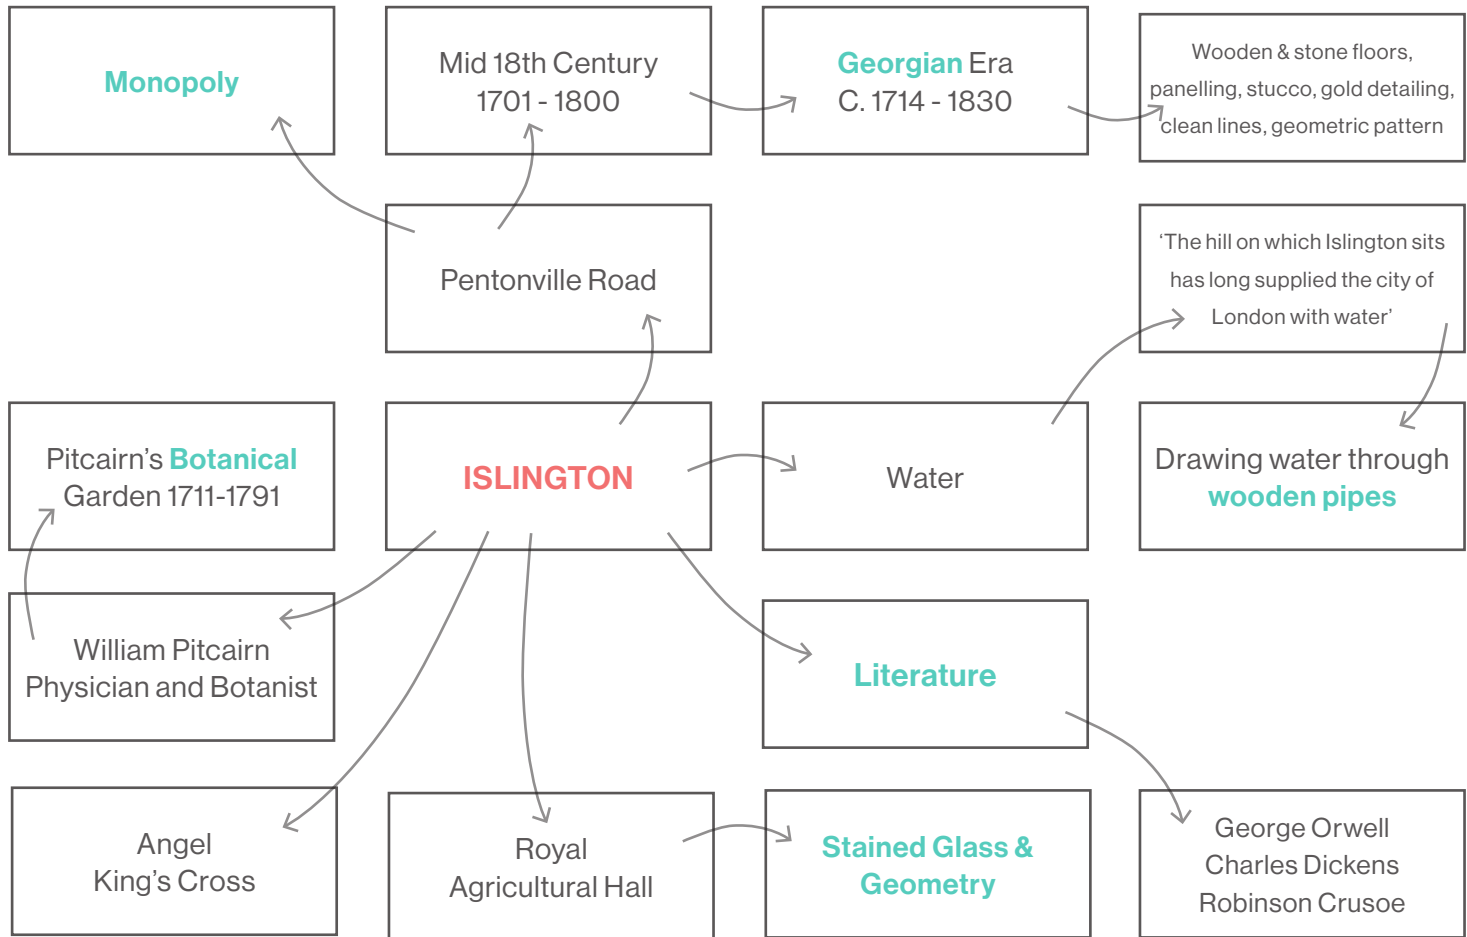 Monopoly
Mid 18th Century
1701 - 1800
Georgian Era
C. 1714 - 1830
Wooden & stone floors,
panelling, stucco, gold detailing,
clean lines, geometric pattern
Pentonville Road
‘The hill on which Islington sits
has long supplied the city of
London with water’
Pitcairn’s Botanical
Garden 1711-1791
ISLINGTON
Water
Drawing water through
wooden pipes
William Pitcairn
Physician and Botanist
Literature
Angel
King’s Cross
Royal
Agricultural Hall
Stained Glass &
Geometry
George Orwell
Charles Dickens
Robinson Crusoe